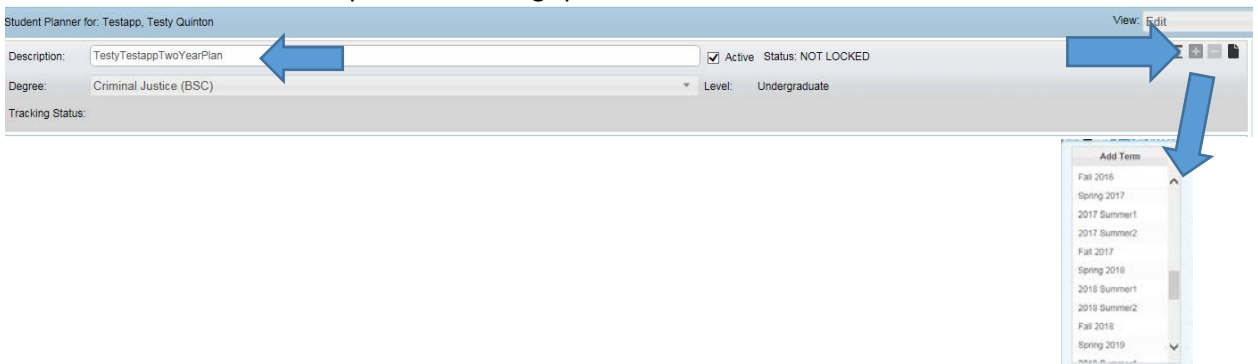 Student Planner for: Testapp, Testy Quinton View: Edit
Description: TestyTestappTwoYearPlan Active Status: NOT LOCKED
Degree: Criminal Justice (BSC) Level: Undergraduate
Tracking Status:
Add Term
Fall 2016
Spring 2017
2017 Summer1
2017 Summer2
Fall 2017
Spring 2018
2018 Summer1
2018 Summer2
Fall 2018
Spring 2019